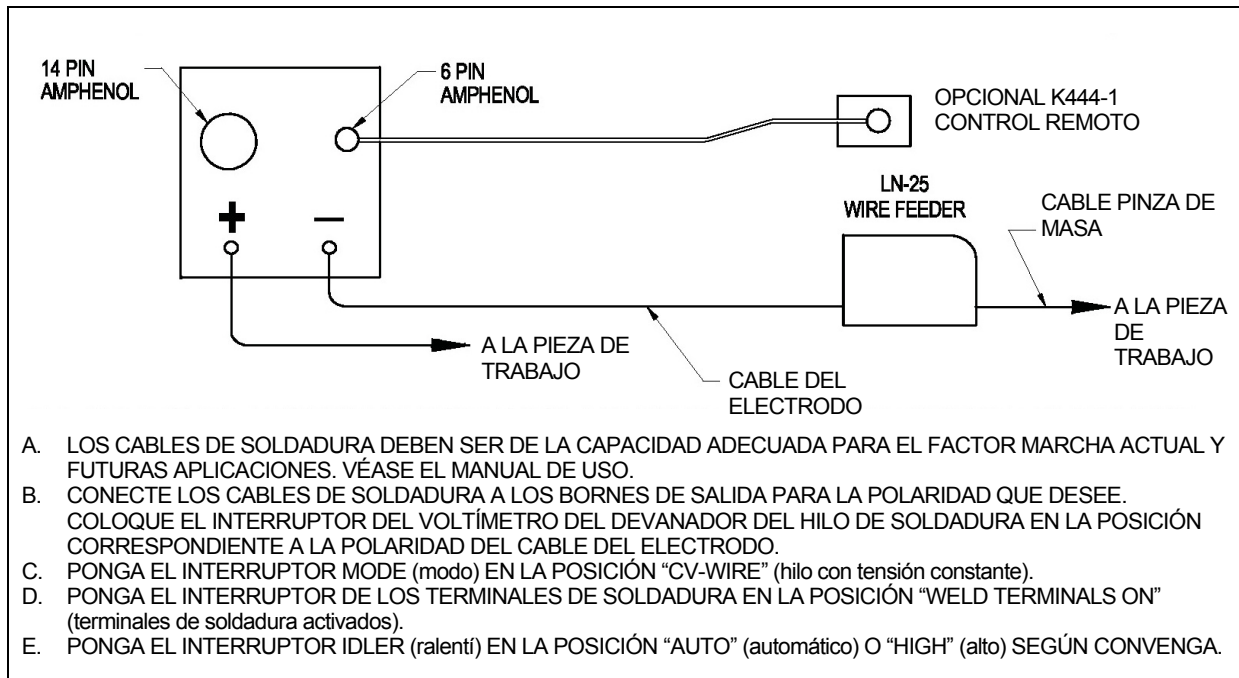 14 PIN
AMPHENOL
6 PIN
AMPHENOL
OPCIONAL K444-1
CONTROL REMOTO
LN-25
WIRE FEEDER
CABLE PINZA DE
MASA
+
−
A LA PIEZA
DE
TRABAJO
A LA PIEZA DE
TRABAJO
CABLE DEL
ELECTRODO
A. LOS CABLES DE SOLDADURA DEBEN SER DE LA CAPACIDAD ADECUADA PARA EL FACTOR MARCHA ACTUAL Y
FUTURAS APLICACIONES. VÉASE EL MANUAL DE USO.
B. CONECTE LOS CABLES DE SOLDADURA A LOS BORNES DE SALIDA PARA LA POLARIDAD QUE DESEE.
COLOQUE EL INTERRUPTOR DEL VOLTÍMETRO DEL DEVANADOR DEL HILO DE SOLDADURA EN LA POSICIÓN
CORRESPONDIENTE A LA POLARIDAD DEL CABLE DEL ELECTRODO.
C. PONGA EL INTERRUPTOR MODE (modo) EN LA POSICIÓN “CV-WIRE” (hilo con tensión constante).
D. PONGA EL INTERRUPTOR DE LOS TERMINALES DE SOLDADURA EN LA POSICIÓN “WELD TERMINALS ON”
(terminales de soldadura activados).
E. PONGA EL INTERRUPTOR IDLER (ralentí) EN LA POSICIÓN “AUTO” (automático) O “HIGH” (alto) SEGÚN CONVENGA.